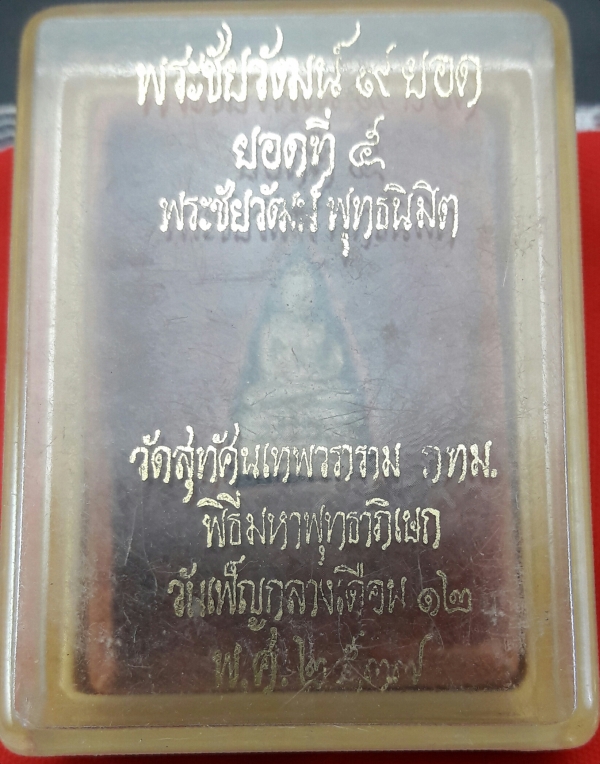 พระชัยวัฒน์ ๙ ยอด
ยอดที่ ๕
พระชัยวัฒน์ พุทธนิมิต
วัดสุทัศนเทพวราราม กทม.
พิธีมหาพุทธาภิเษก
วันเพ็ญกลางเดือน ๑๒
พ.ศ. ๒๕๓๗